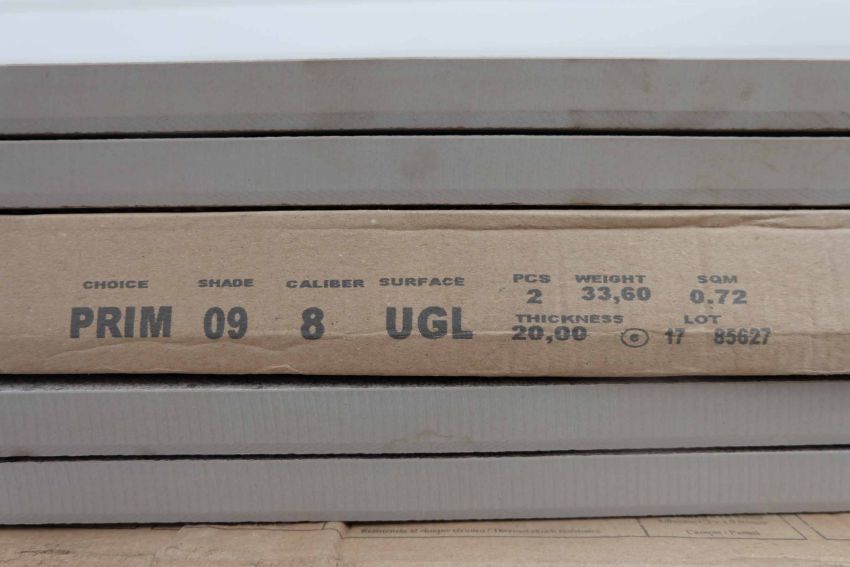 CHOICE SHADE CALIBER SURFACE PCS WEIGHT SQM
2 33,60 0.72
PRIM 09 8 UGL
THICKNESS LOT
20,00 e 17 85627